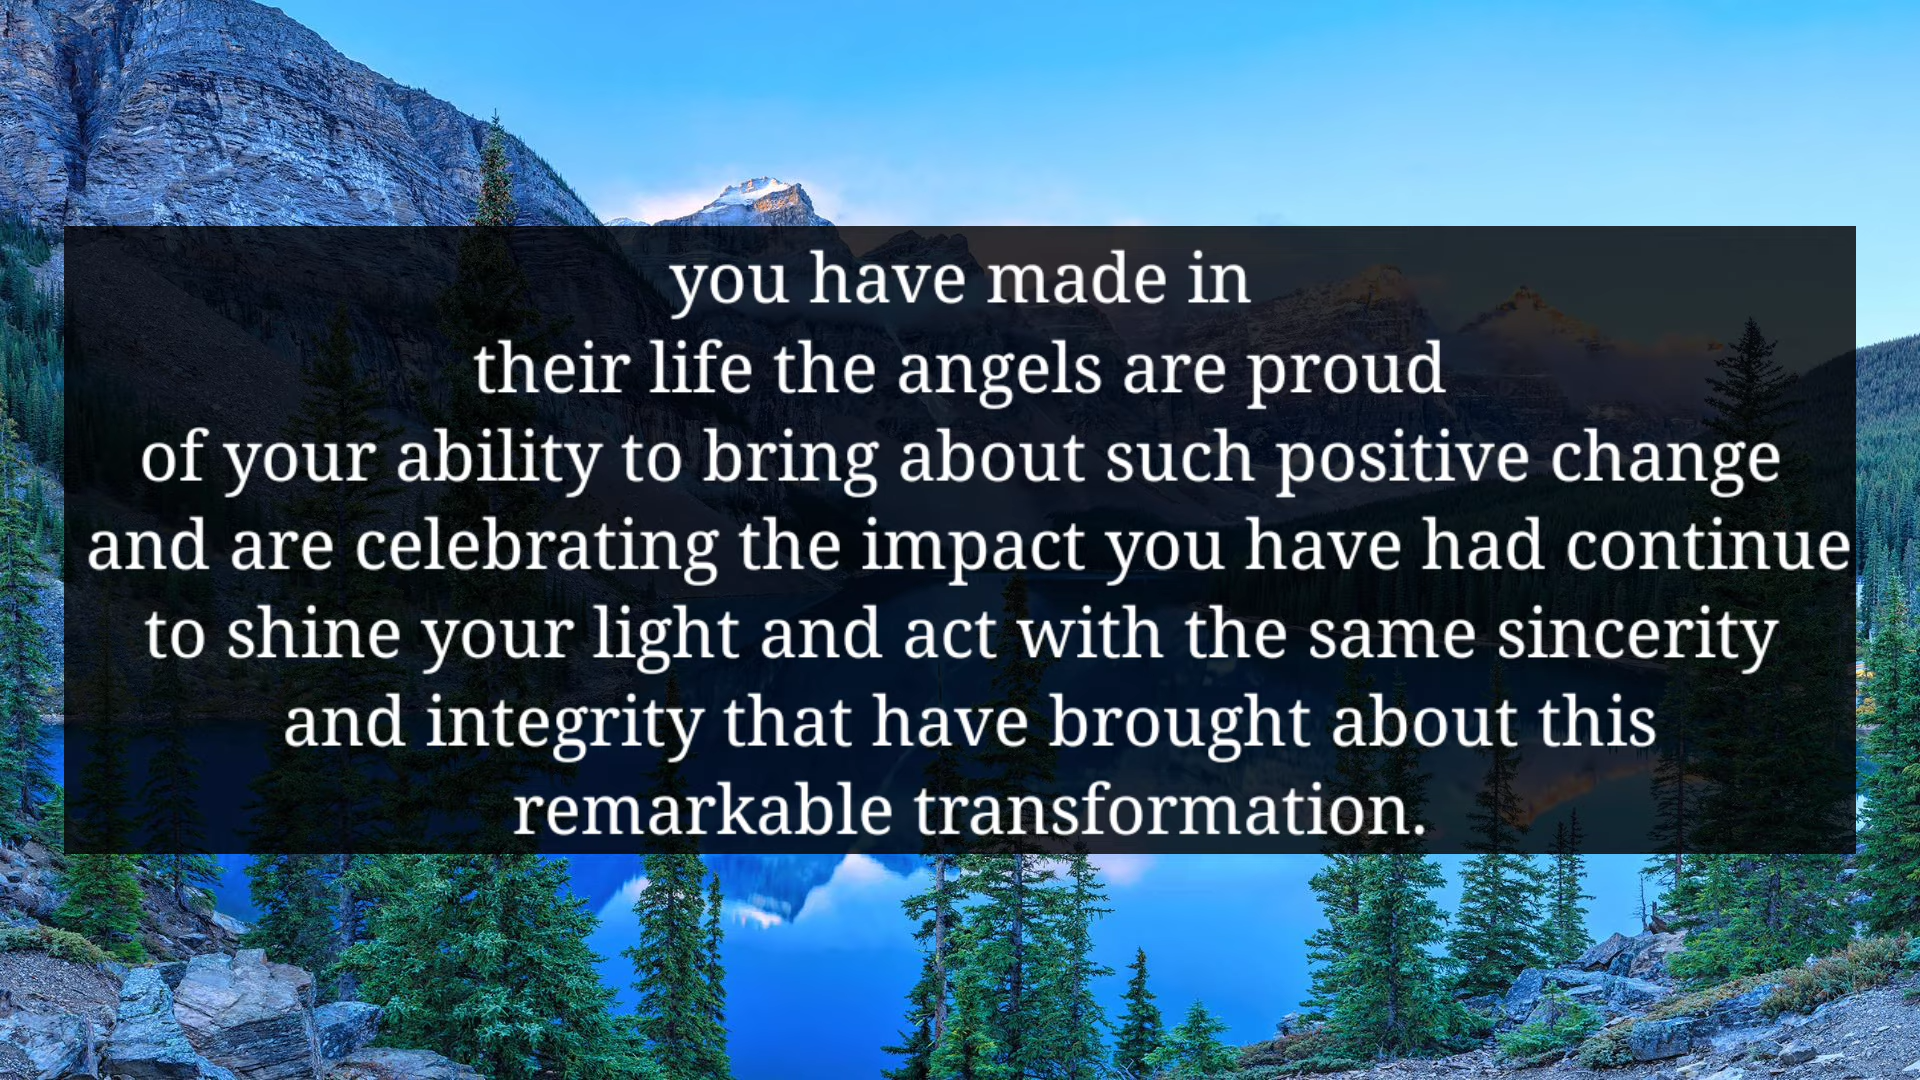 you have made in
their life the angels are proud
of your ability to bring about such positive change
and are celebrating the impact you have had continue
to shine your light and act with the same sincerity
and integrity that have brought about this
remarkable transformation.